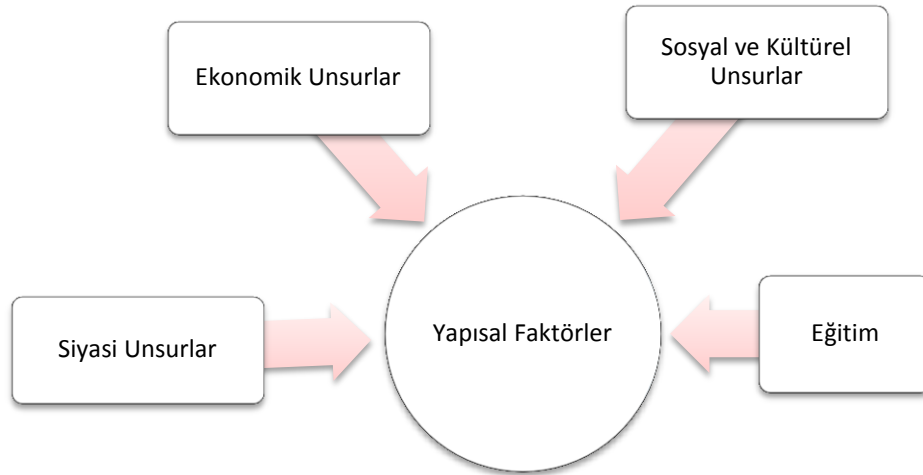 Ekonomik Unsurlar
Sosyal ve Kültürel
Unsurlar
Siyasi Unsurlar
Yapısal Faktörler
Eğitim